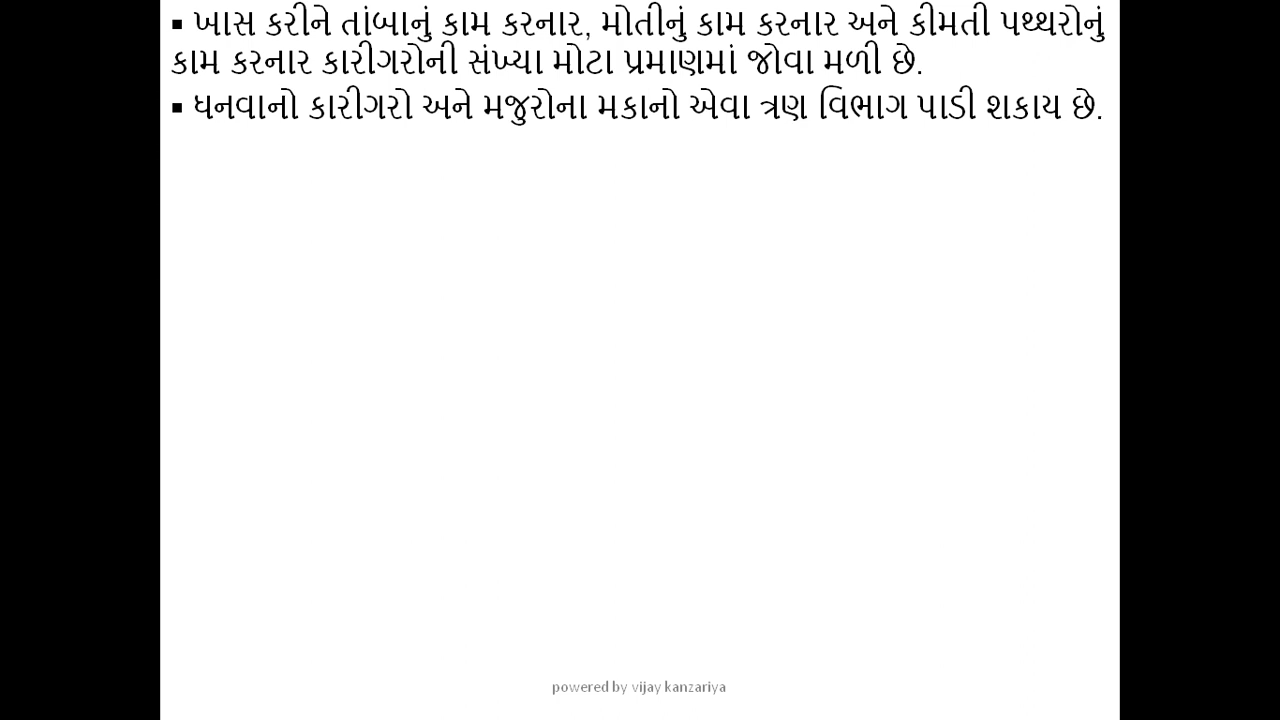 ▪ ખાસ કરીને તાંબાનું કામ કરનાર, મોતીનું કામ કરનાર અને કીમતી પથ્થરોનું
કામ કરનાર કારીગરોની સંખ્યા મોટા પ્રમાણમાં જોવા મળી છે.
▪ ધનવાનો કારીગરો અને મજુરોના મકાનો એવા ત્રણ વિભાગ પાડી શકાય છે.
powered by vijay kanzariya